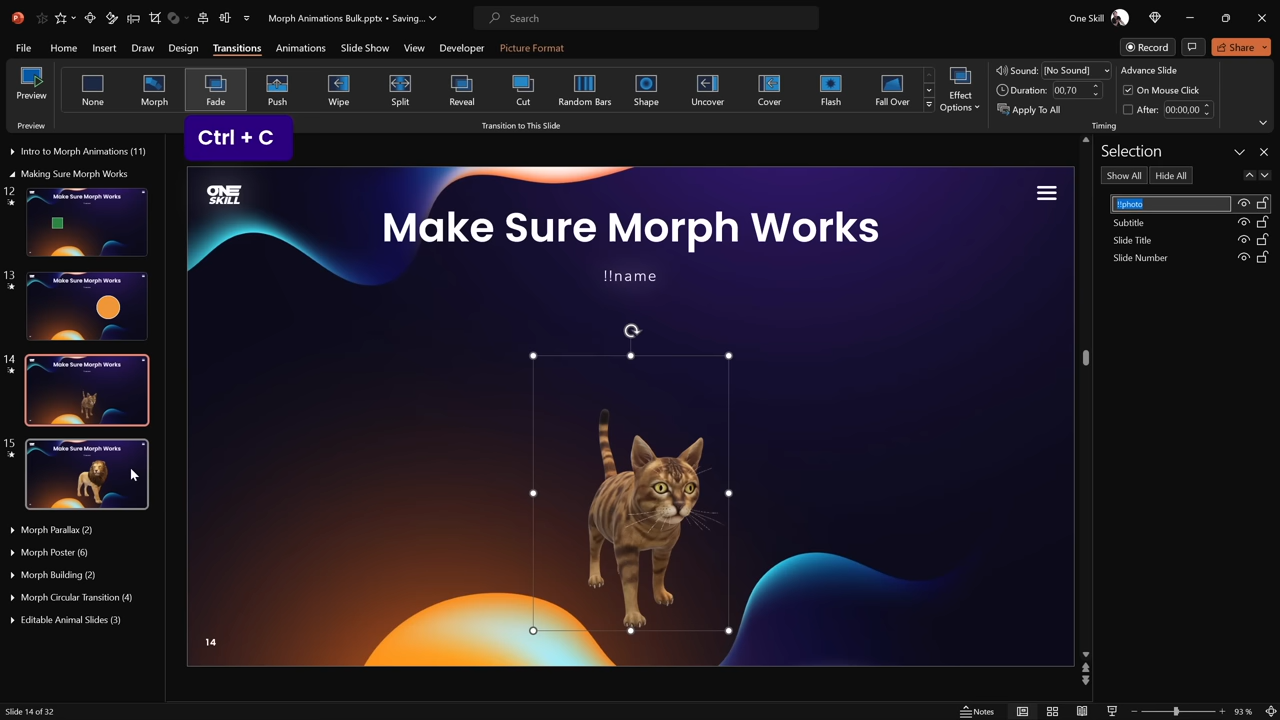 Morph Animations Bulk.pptx • Saving...
Search
One Skill
File
Home
Insert
Draw
Design
Transitions
Animations
Slide Show
View
Developer
Picture Format
Record
Share
Preview
None
Morph
Fade
Push
Wipe
Split
Reveal
Cut
Random Bars
Shape
Uncover
Cover
Flash
Fall Over
Effect
Options
Sound: [No Sound]
Duration: 00,70
Apply To All
Advance Slide
On Mouse Click
After: 00:00,00
Preview
Transition to This Slide
Timing
Ctrl + C
Intro to Morph Animations (11)
Making Sure Morph Works
12
Make Sure Morph Works
13
Make Sure Morph Works
14
Make Sure Morph Works
15
Make Sure Morph Works
Morph Parallax (2)
Morph Poster (6)
Morph Building (2)
Morph Circular Transition (4)
Editable Animal Slides (3)
ONE
SKILL
Make Sure Morph Works
!!name
14
Selection
Show All
Hide All
!!photo
Subtitle
Slide Title
Slide Number
Slide 14 of 32
Notes
93 %